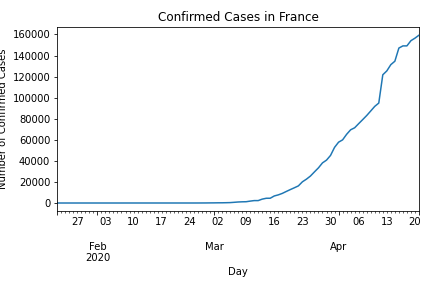 Confirmed Cases in France
Number of Confirmed Cases
160000
140000
120000
100000
80000
60000
40000
20000
0
27 03 10 17 24 02 09 16 23 30 06 13 20
Feb Mar Apr
2020
Day